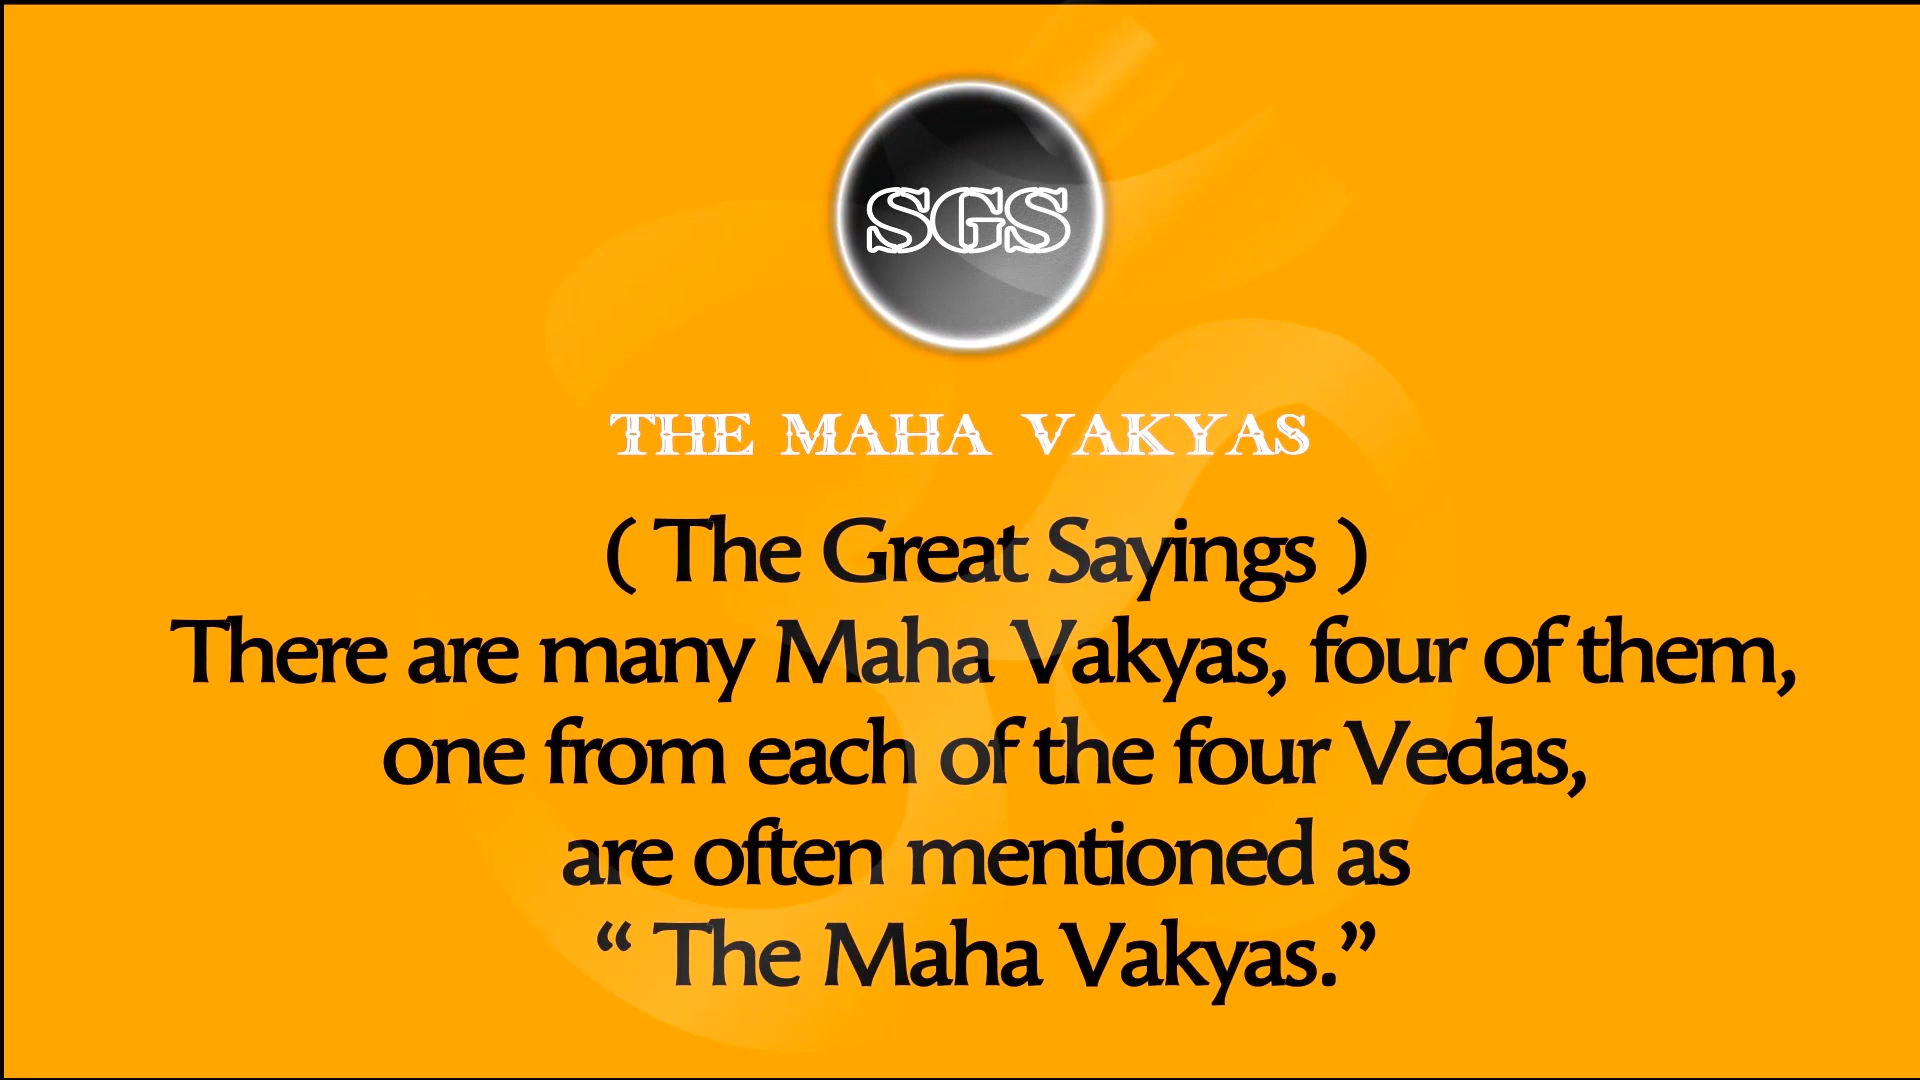 SGS
THE MAHA VAKYAS
( The Great Sayings )
There are many Maha Vakyas, four of them,
one from each of the four Vedas,
are often mentioned as
“ The Maha Vakyas.”